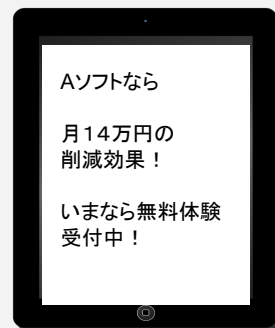 Aソフトなら
月１４万円の
削減効果！
いまなら無料体験
受付中！